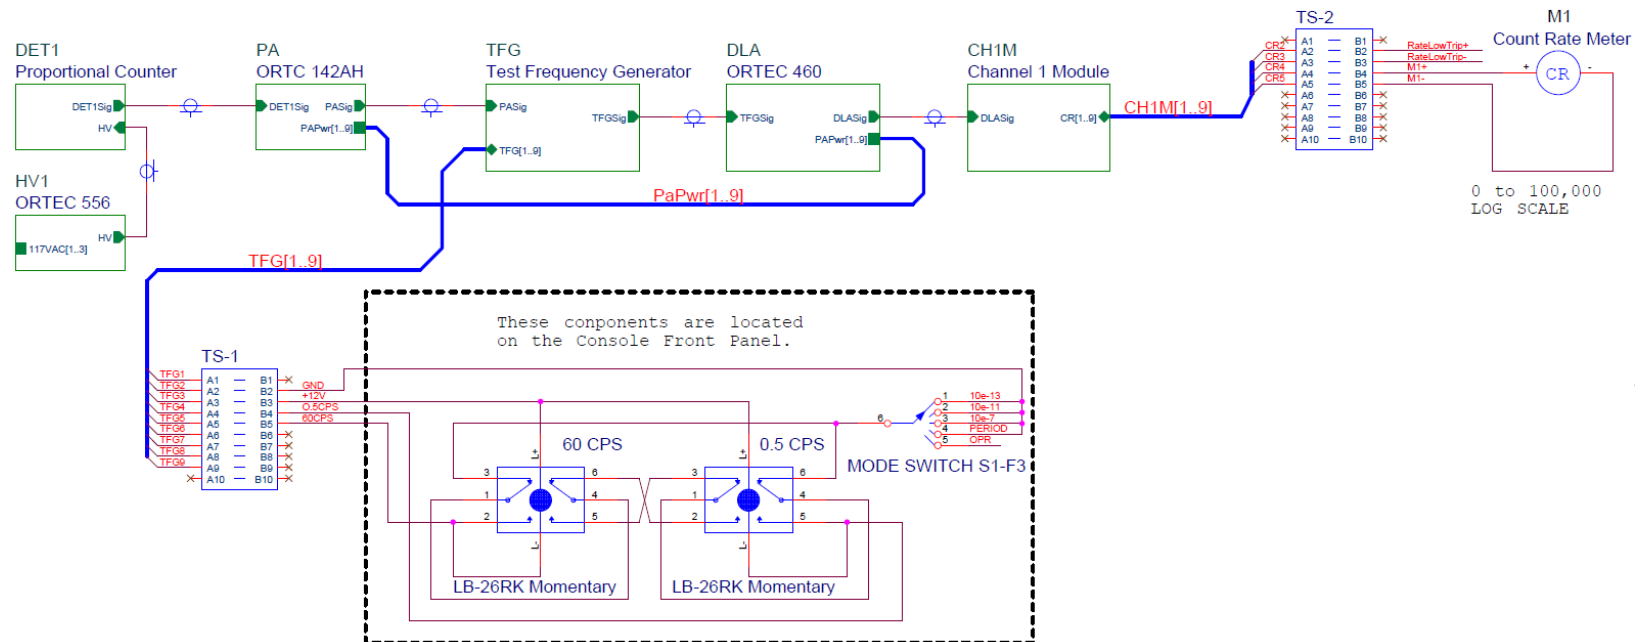 DET1
Proportional Counter
DET1Sig
HV
HV1
ORTEC 556
HV
117VAC[1..3]
PA
ORTC 142AH
DET1Sig
PASig
PAPwr[1..9]
TFG
Test Frequency Generator
PASig
TFGSig
TFG[1..9]
DLA
ORTEC 460
TFGSig
DLASig
PAPwr[1..9]
CH1M
Channel 1 Module
DLASig
CR[1..9]
CH1M[1..9]
PaPwr[1..9]
TFG[1..9]
TS-2
CR2
CR3
CR4
CR5
A1 B1
A2 B2
A3 B3
A4 B4
A5 B5
A6 B6
A7 B7
A8 B8
A9 B9
A10 B10
RateLowTrip+
RateLowTrip-
M1+
M1-
M1
Count Rate Meter
+ CR -
0 to 100,000
LOG SCALE
These conponents are located
on the Console Front Panel.
TS-1
TFG1
TFG2
TFG3
TFG4
TFG5
TFG6
TFG7
TFG8
TFG9
A1 B1
A2 B2
A3 B3
A4 B4
A5 B5
A6 B6
A7 B7
A8 B8
A9 B9
A10 B10
GND
+12V
0.5CPS
60CPS
60 CPS
L+
3 6
1 4
2 5
L-
LB-26RK Momentary
0.5 CPS
L+
3 6
1 4
2 5
L-
LB-26RK Momentary
6
1 10e-13
2 10e-11
3 10e-7
4 PERIOD
5 OPR
MODE SWITCH S1-F3